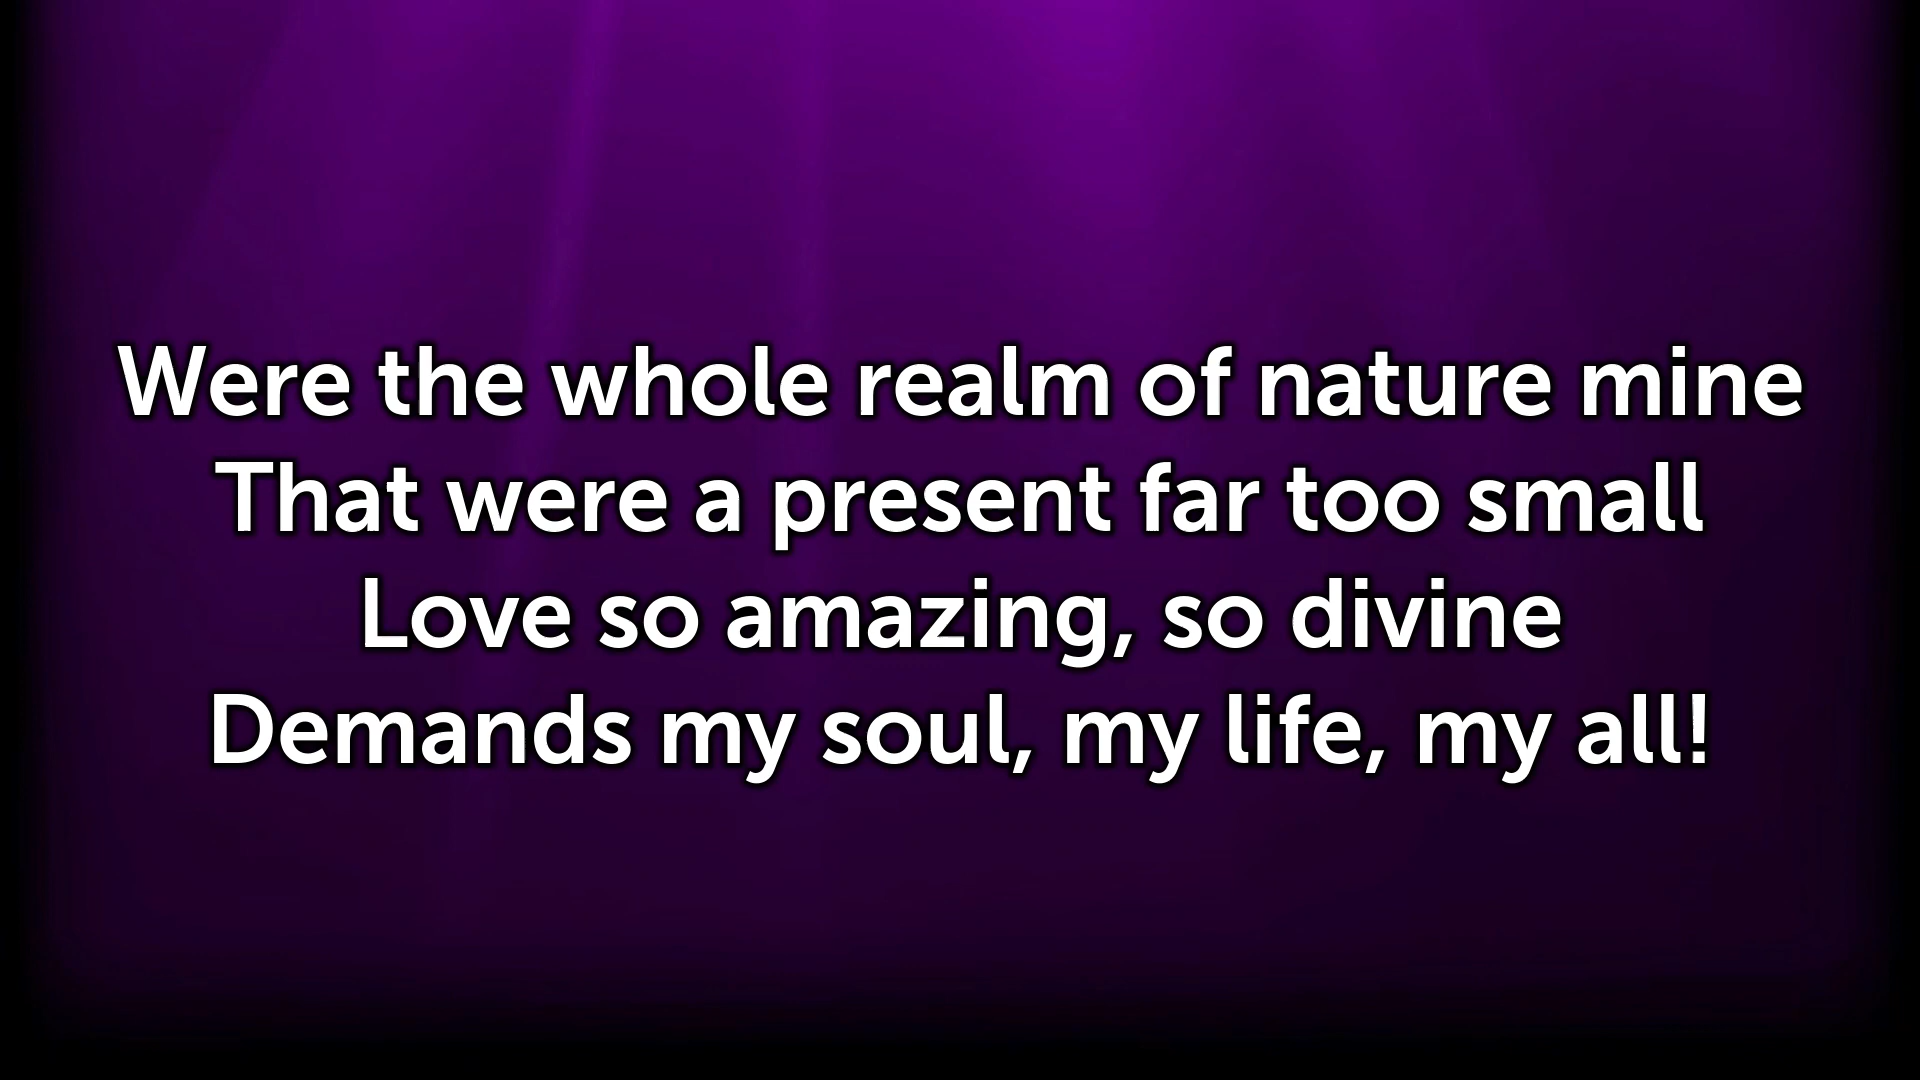 Were the whole realm of nature mine
That were a present far too small
Love so amazing, so divine
Demands my soul, my life, my all!